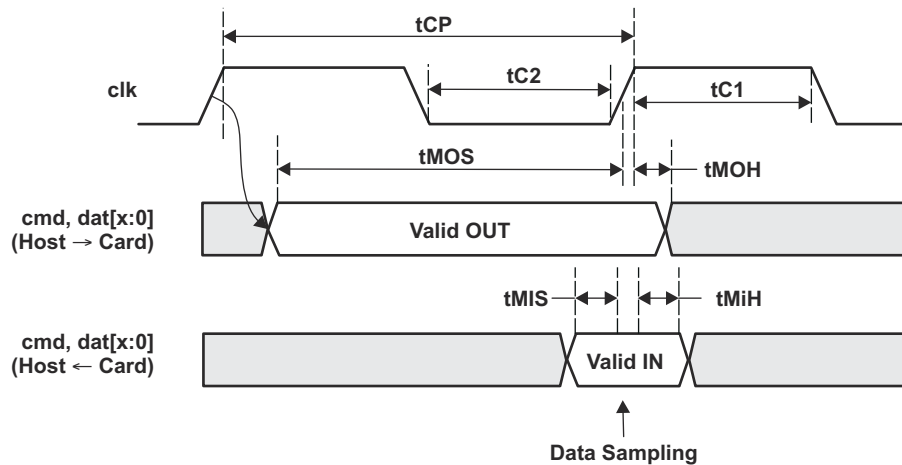 tCP
clk
tC2
tC1
tMOS
tMOH
cmd, dat[x:0]
(Host → Card)
Valid OUT
tMIS
tMiH
cmd, dat[x:0]
(Host ← Card)
Valid IN
Data Sampling